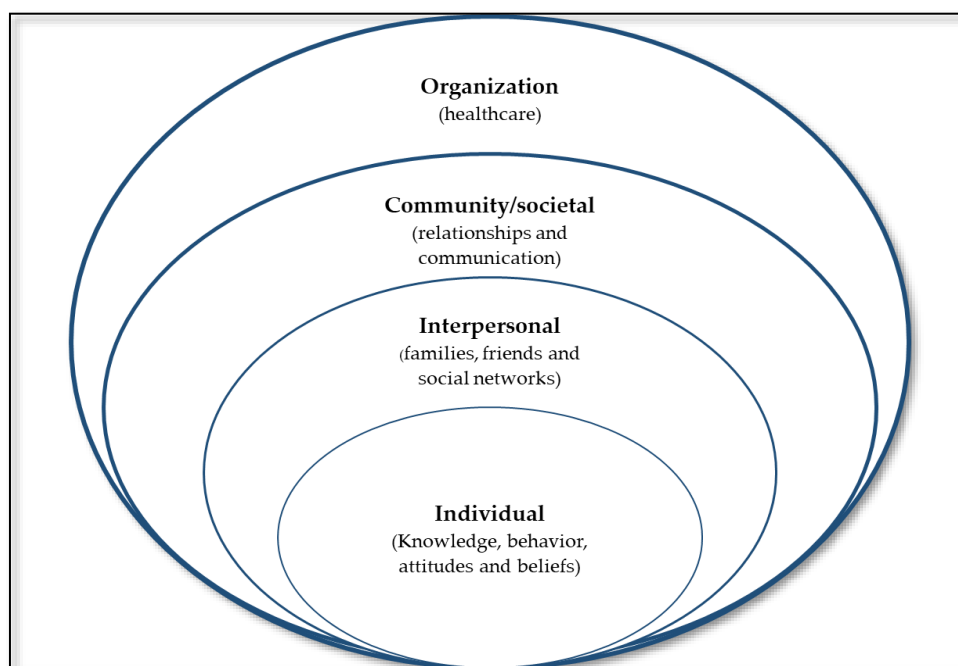 Organization
(healthcare)
Community/societal
(relationships and
communication)
Interpersonal
(families, friends and
social networks)
Individual
(Knowledge, behavior,
attitudes and beliefs)